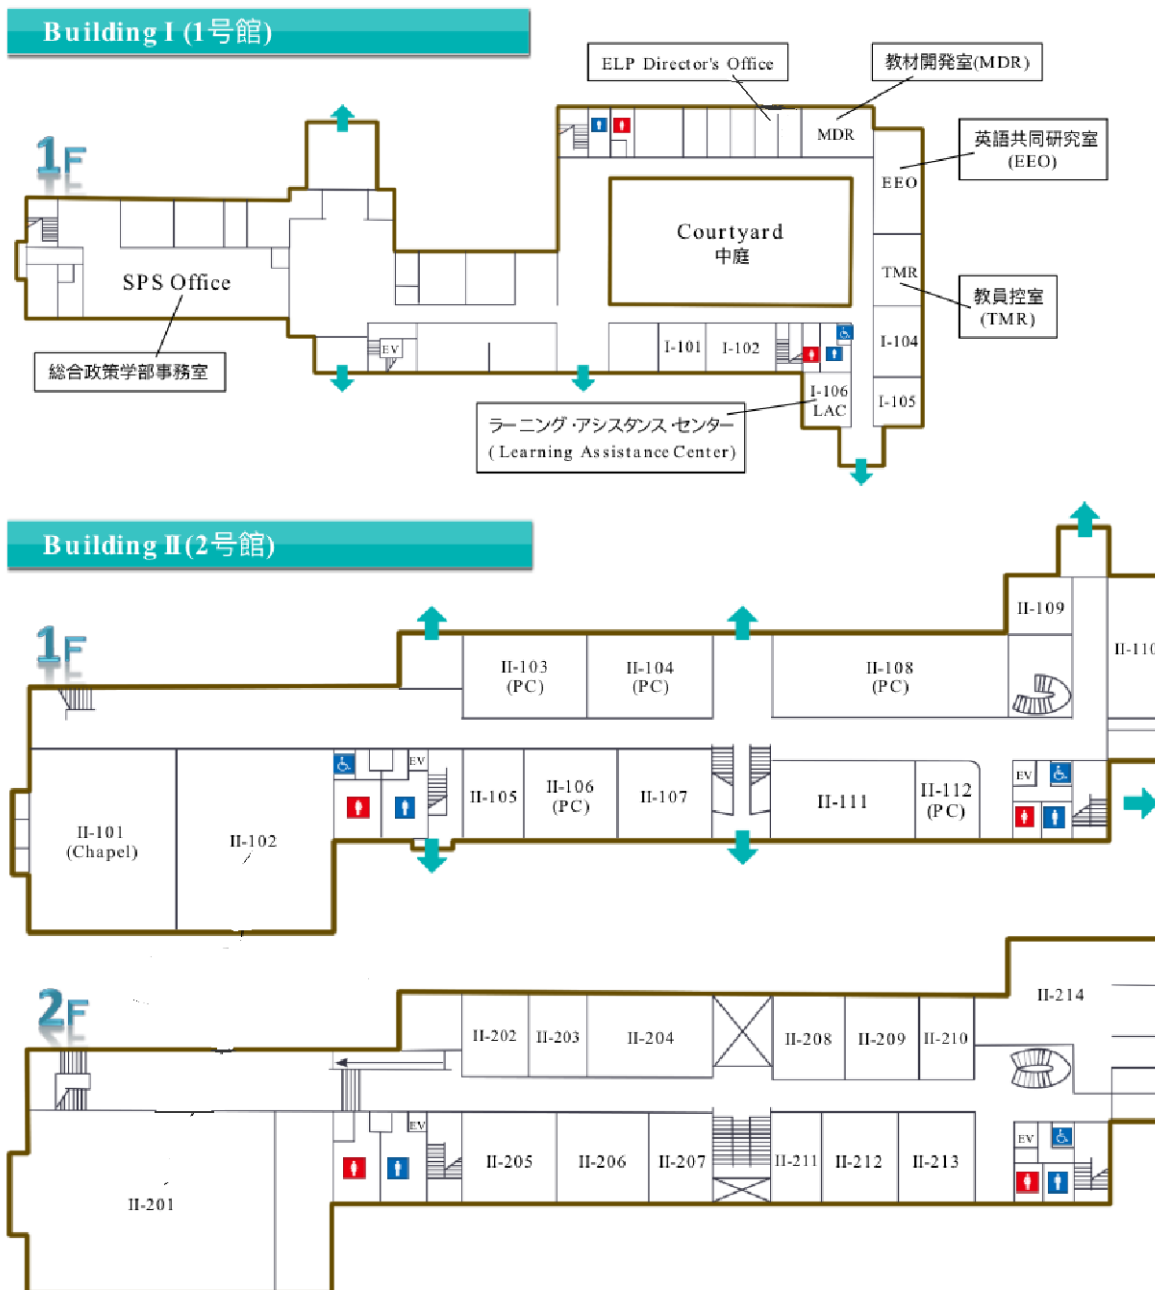 Building I (1号館)
ELP Director's Office
教材開発室(MDR)
1F
MDR
英語共同研究室
(EEO)
EEO
Courtyard
中庭
SPS Office
TMR
教員控室
(TMR)
総合政策学部事務室
EV
I-101
I-102
I-104
I-106
LAC
I-105
ラーニング・アシスタンス・センター
(Learning Assistance Center)
Building Ⅱ(2号館)
1F
II-109
II-103
(PC)
II-104
(PC)
II-108
(PC)
II-110
EV
II-105
II-106
(PC)
II-107
II-111
II-112
(PC)
EV
II-101
(Chapel)
II-102
2F
II-214
II-202
II-203
II-204
II-208
II-209
II-210
EV
II-205
II-206
II-207
II-211
II-212
II-213
EV
II-201